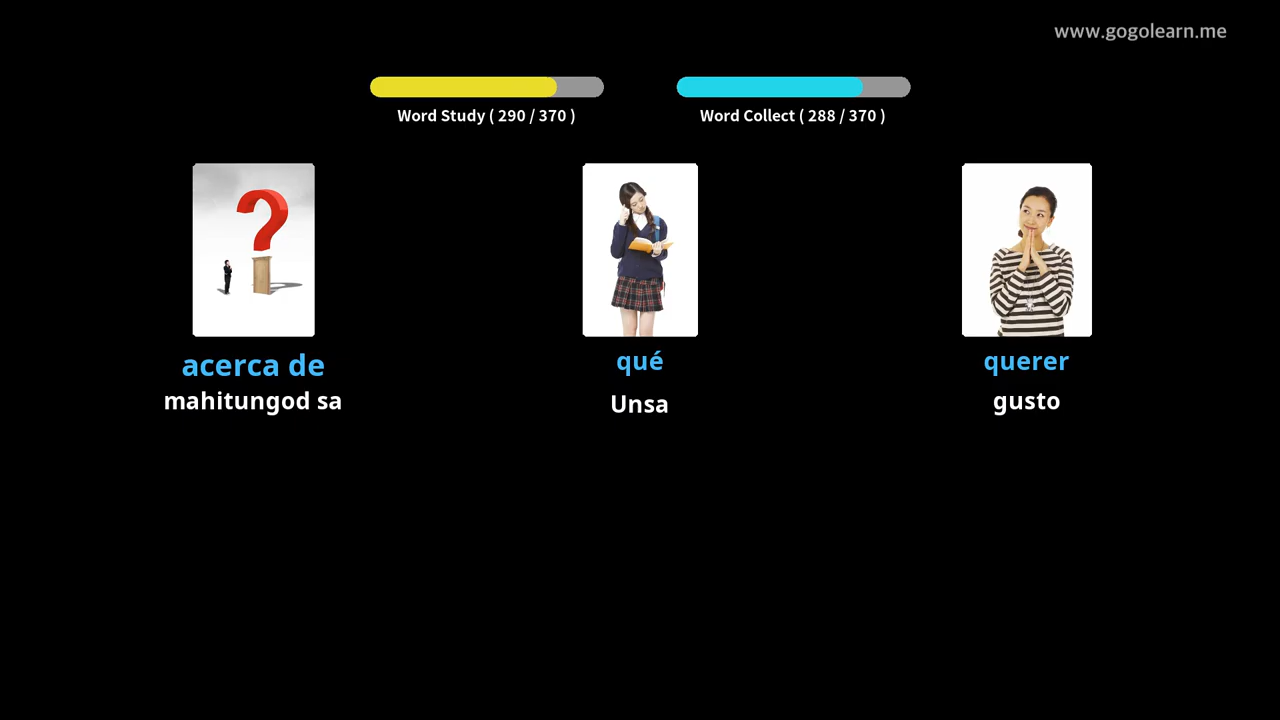 www.gogolearn.me
Word Study ( 290 / 370 )
Word Collect ( 288 / 370 )
acerca de
mahitungod sa
qué
Unsa
querer
gusto